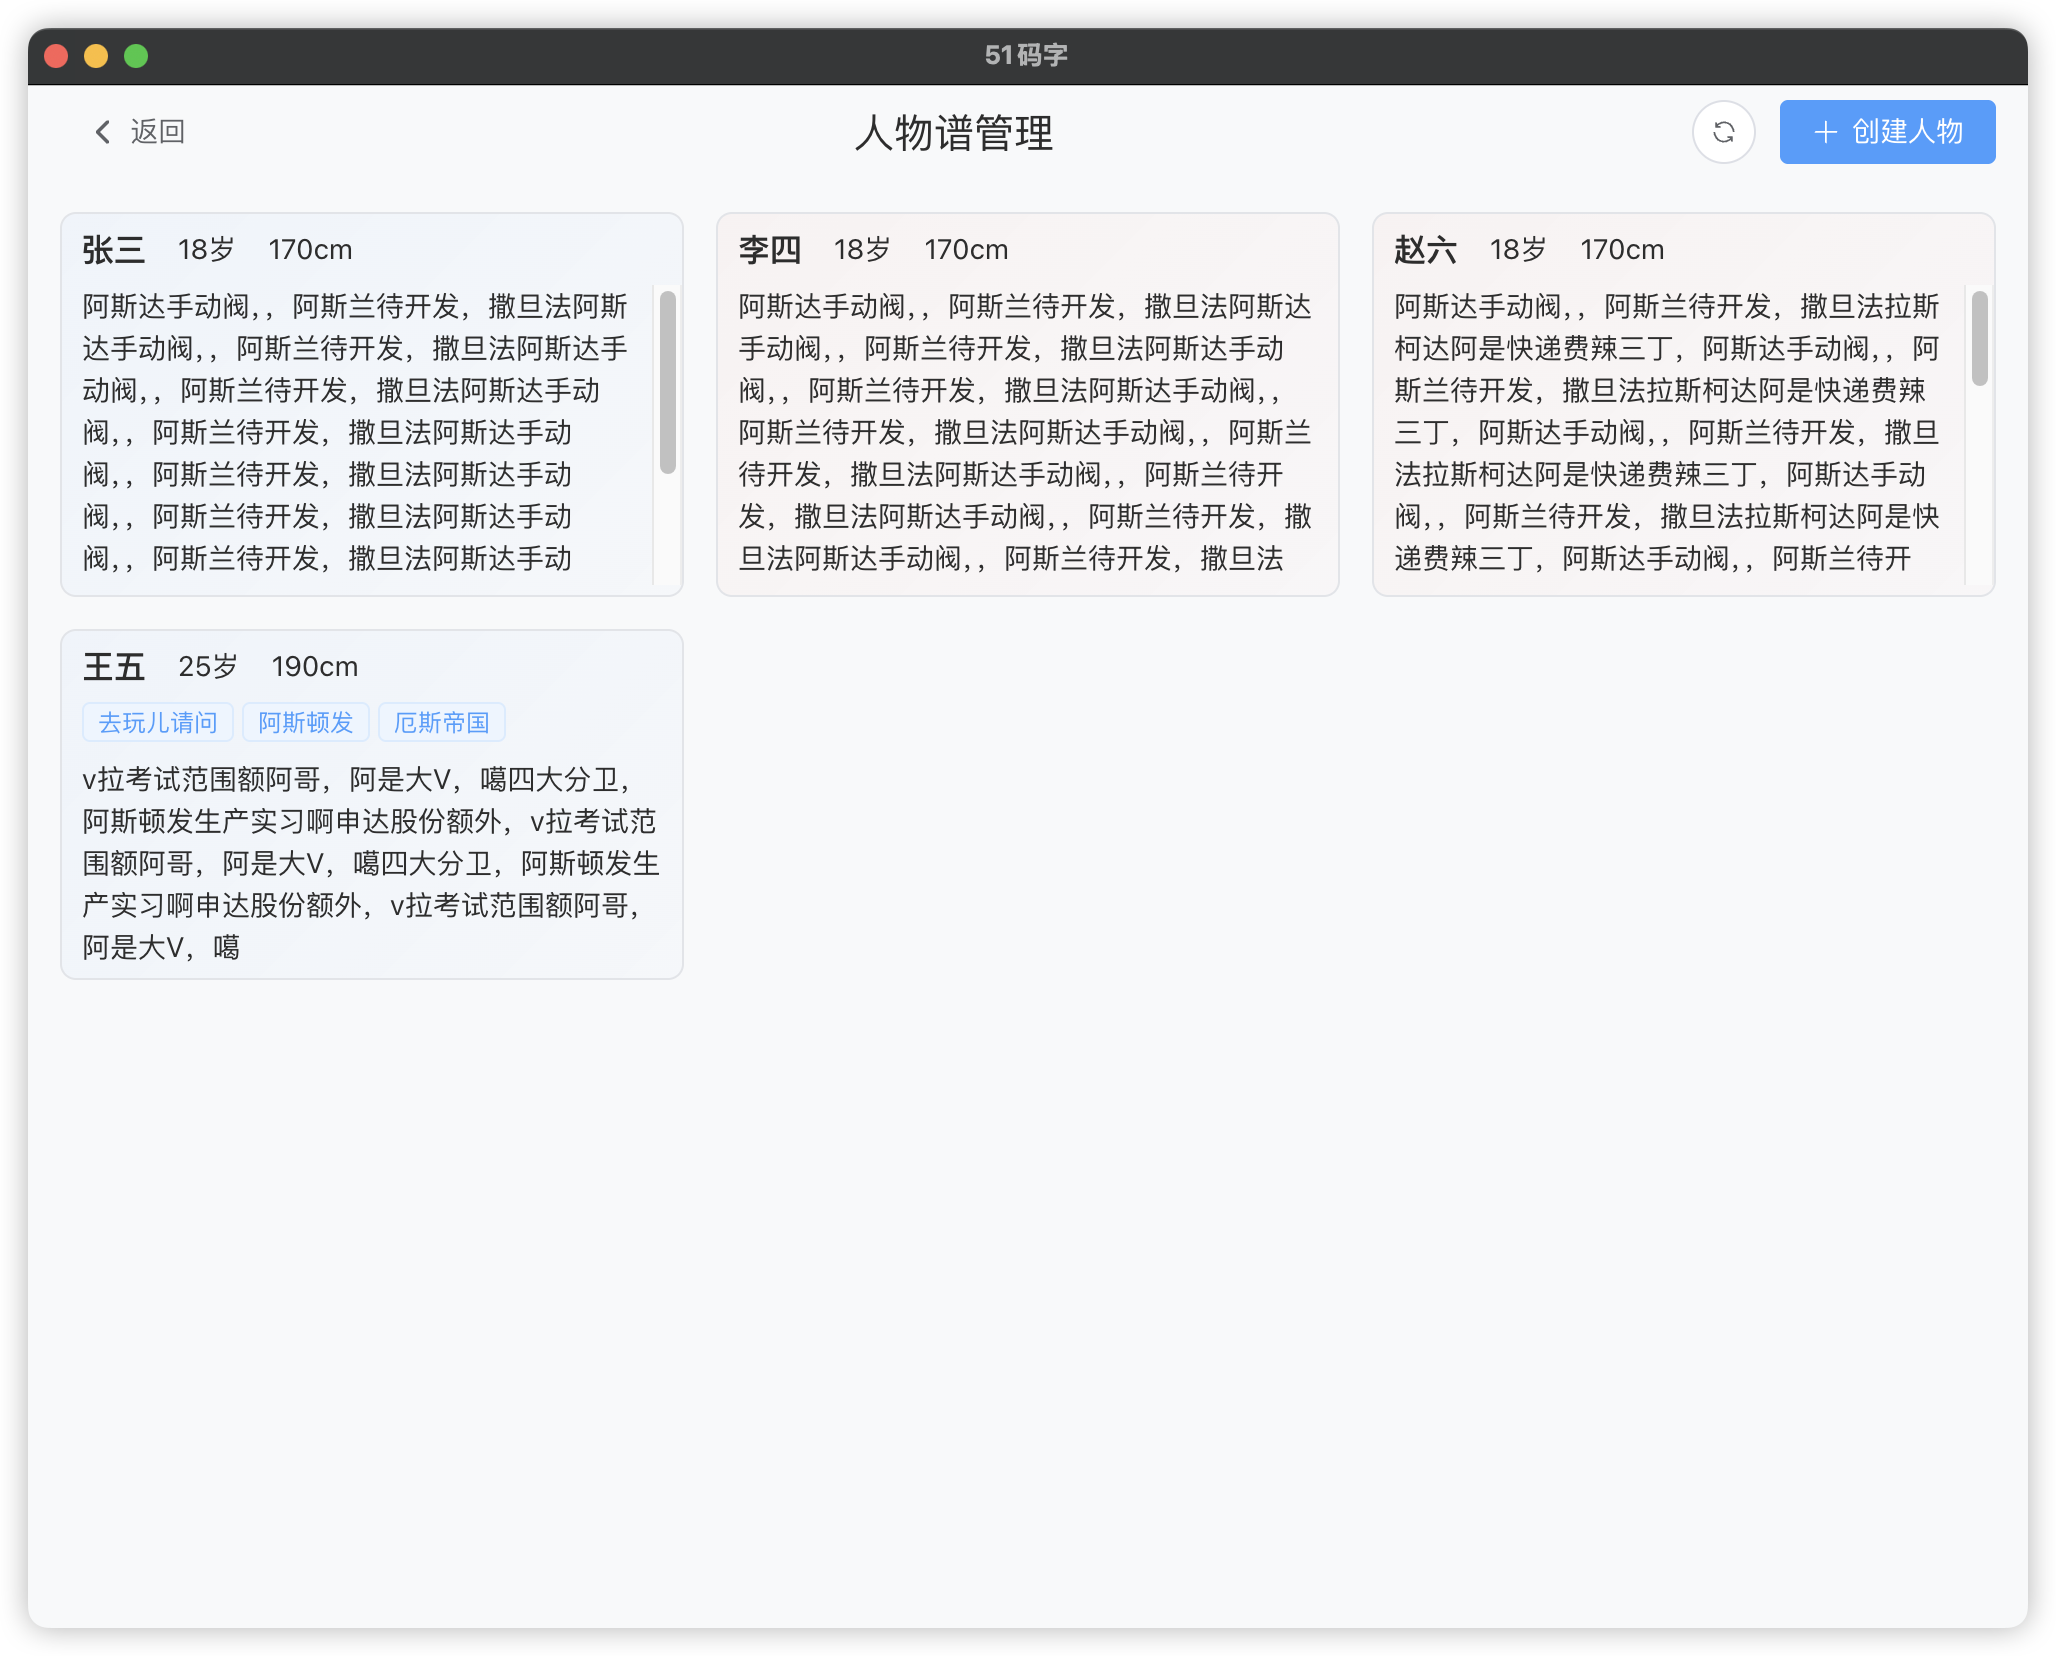 51码字
返回
人物谱管理
创建人物
张三 18岁 170cm
阿斯达手动阀,，阿斯兰待开发，撒旦法阿斯
达手动阀,，阿斯兰待开发，撒旦法阿斯达手
动阀,，阿斯兰待开发，撒旦法阿斯达手动
阀,，阿斯兰待开发，撒旦法阿斯达手动
阀,，阿斯兰待开发，撒旦法阿斯达手动
阀,，阿斯兰待开发，撒旦法阿斯达手动
阀,，阿斯兰待开发，撒旦法阿斯达手动
李四 18岁 170cm
阿斯达手动阀,，阿斯兰待开发，撒旦法阿斯达
手动阀,，阿斯兰待开发，撒旦法阿斯达手动
阀,，阿斯兰待开发，撒旦法阿斯达手动阀,，
阿斯兰待开发，撒旦法阿斯达手动阀,，阿斯兰
待开发，撒旦法阿斯达手动阀,，阿斯兰待开
发，撒旦法阿斯达手动阀,，阿斯兰待开发，撒
旦法阿斯达手动阀,，阿斯兰待开发，撒旦法
赵六 18岁 170cm
阿斯达手动阀,，阿斯兰待开发，撒旦法拉斯
柯达阿是快递费辣三丁，阿斯达手动阀,，阿
斯兰待开发，撒旦法拉斯柯达阿是快递费辣
三丁，阿斯达手动阀,，阿斯兰待开发，撒旦
法拉斯柯达阿是快递费辣三丁，阿斯达手动
阀,，阿斯兰待开发，撒旦法拉斯柯达阿是快
递费辣三丁，阿斯达手动阀,，阿斯兰待开
王五 25岁 190cm
去玩儿请问 阿斯顿发 厄斯帝国
v拉考试范围额阿哥，阿是大V，噶四大分卫，
阿斯顿发生产实习啊申达股份额外，v拉考试范
围额阿哥，阿是大V，噶四大分卫，阿斯顿发生
产实习啊申达股份额外，v拉考试范围额阿哥，
阿是大V，噶